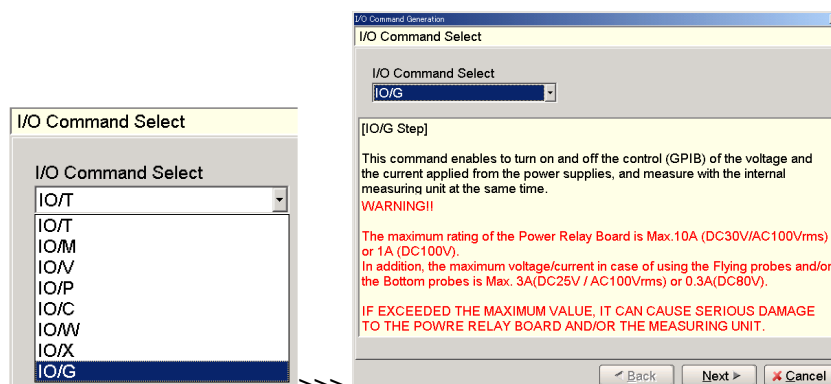 I/O Command Select
I/O Command Select
IO/T
IO/T
IO/M
IO/V
IO/P
IO/C
IO/W
IO/X
IO/G
I/O Command Generation
I/O Command Select
I/O Command Select
IO/G
[IO/G Step]
This command enables to turn on and off the control (GPIB) of the voltage and
the current applied from the power supplies, and measure with the internal
measuring unit at the same time.
WARNING!!
The maximum rating of the Power Relay Board is Max.10A (DC30V/AC100Vrms)
or 1A (DC100V).
In addition, the maximum voltage/current in case of using the Flying probes and/or
the Bottom probes is Max. 3A(DC25V / AC100Vrms) or 0.3A(DC80V).
IF EXCEEDED THE MAXIMUM VALUE, IT CAN CAUSE SERIOUS DAMAGE
TO THE POWRE RELAY BOARD AND/OR THE MEASURING UNIT.
Back
Next
Cancel